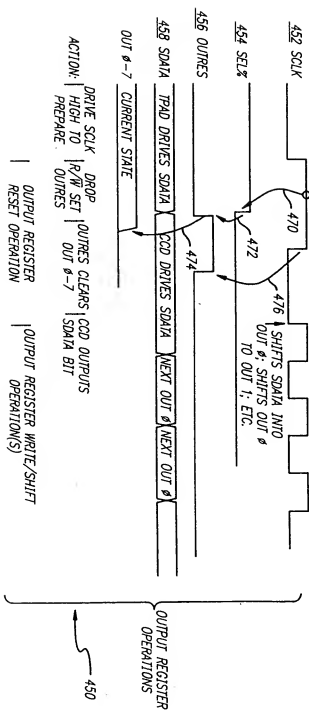 452 SCLK
470
476
SHIFTS SDATA INTO
OUT ø; SHIFTS OUT ø
TO OUT 1; ETC.
454 SEL%
472
456 OUTRES
474
458 SDATA TPAD DRIVES SDATA CCD DRIVES SDATA NEXT OUT ø NEXT OUT ø
OUT ø-7 CURRENT STATE
ACTION: DRIVE SCLK HIGH TO PREPARE
DROP R/W SET OUTRES
OUTRES CLEARS OUT ø-7
CCD OUTPUTS SDATA BIT
OUTPUT REGISTER
RESET OPERATION
OUTPUT REGISTER WRITE/SHIFT
OPERATION(S)
OUTPUT REGISTER
OPERATIONS
450